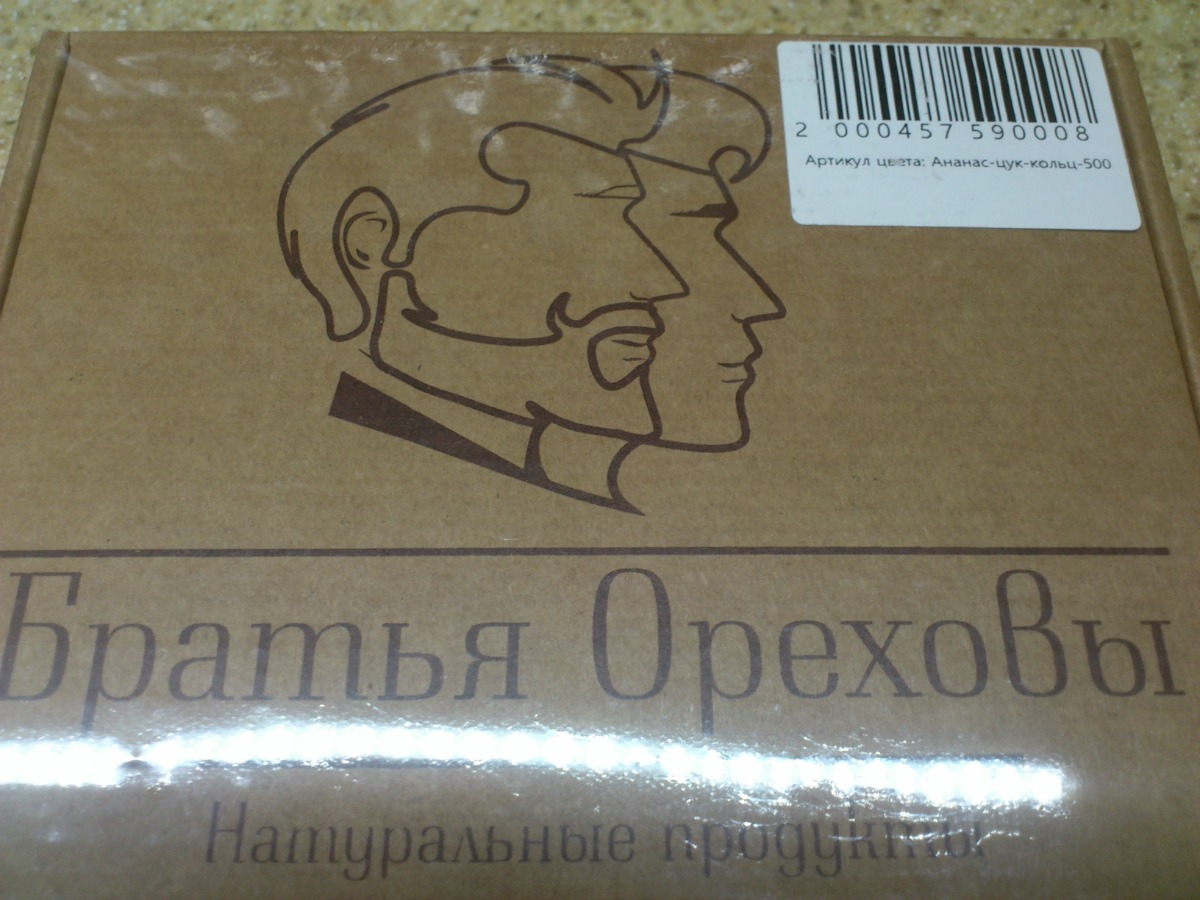 2 000457 590008
Артикул цвета: Ананас-цук-кольц-500
Братья Ореховы
Натуральные продукты